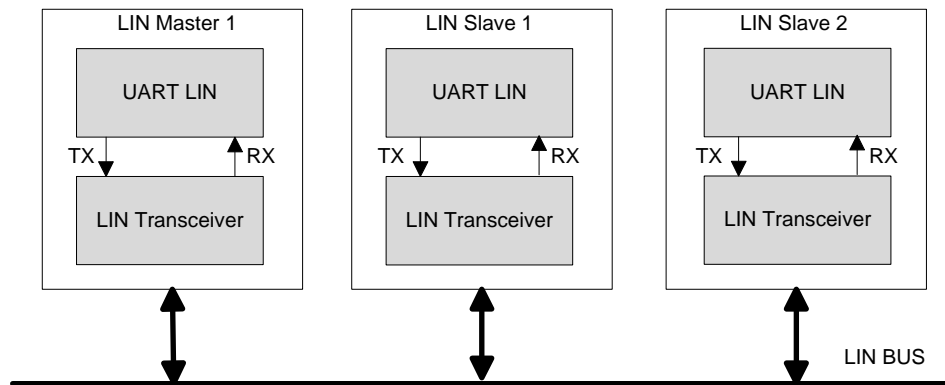 LIN Master 1
LIN Slave 1
LIN Slave 2
UART LIN
UART LIN
UART LIN
TX
RX
TX
RX
TX
RX
LIN Transceiver
LIN Transceiver
LIN Transceiver
LIN BUS